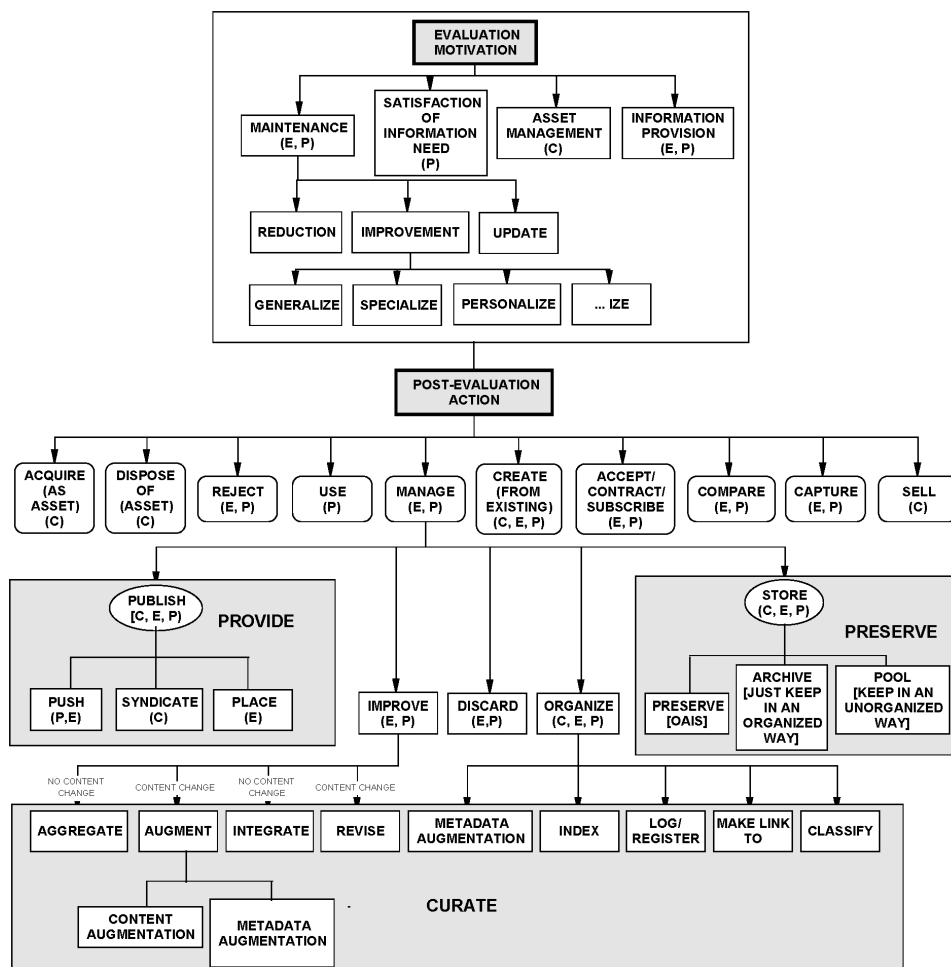 EVALUATION
MOTIVATION
MAINTENANCE
(E, P)
SATISFACTION
OF
INFORMATION
NEED
(P)
ASSET
MANAGEMENT
(C)
INFORMATION
PROVISION
(E, P)
REDUCTION
IMPROVEMENT
UPDATE
GENERALIZE
SPECIALIZE
PERSONALIZE
... IZE
POST-EVALUATION
ACTION
ACQUIRE
(AS
ASSET)
(C)
DISPOSE
OF
(ASSET)
(C)
REJECT
(E, P)
USE
(P)
MANAGE
(E, P)
CREATE
(FROM
EXISTING)
(C, E, P)
ACCEPT/
CONTRACT/
SUBSCRIBE
(E, P)
COMPARE
(E, P)
CAPTURE
(E, P)
SELL
(C)
PUBLISH
[C, E, P)
PROVIDE
PUSH
(P,E)
SYNDICATE
(C)
PLACE
(E)
IMPROVE
(E, P)
DISCARD
(E,P)
ORGANIZE
(C, E, P)
STORE
(C, E, P)
PRESERVE
PRESERVE
[OAIS]
ARCHIVE
[JUST KEEP
IN AN
ORGANIZED
WAY]
POOL
[KEEP IN AN
UNORGANIZED
WAY]
NO CONTENT
CHANGE
CONTENT CHANGE
NO CONTENT
CHANGE
CONTENT CHANGE
AGGREGATE
AUGMENT
INTEGRATE
REVISE
METADATA
AUGMENTATION
INDEX
LOG/
REGISTER
MAKE LINK
TO
CLASSIFY
CONTENT
AUGMENTATION
METADATA
AUGMENTATION
CURATE